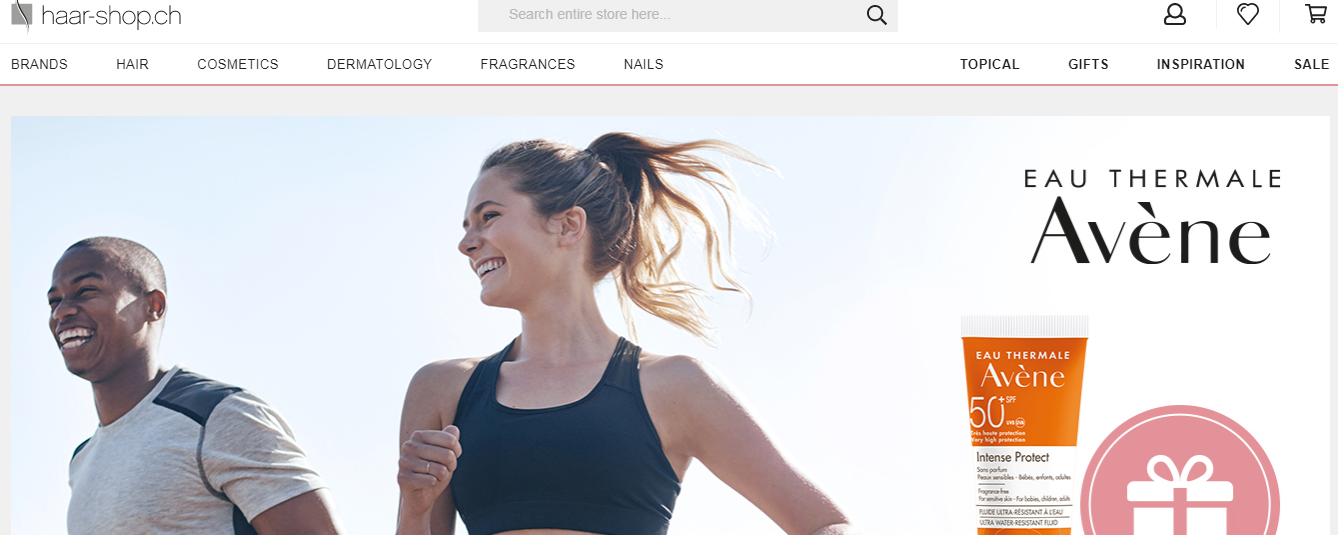 haar-shop.ch
Search entire store here...
BRANDS HAIR COSMETICS DERMATOLOGY FRAGRANCES NAILS TOPICAL GIFTS INSPIRATION SALE
EAU THERMALE
Avène
EAU THERMALE
Avène
50+ SPF
UVB UVA
Très haute protection
Very high protection
Intense Protect
Sans parfum
Peaux sensibles - Bébés, enfants, adultes
Fragrance-free
For sensitive skin - For babies, children, adults
FLUIDE ULTRA-RÉSISTANT À L'EAU
ULTRA WATER-RESISTANT FLUID